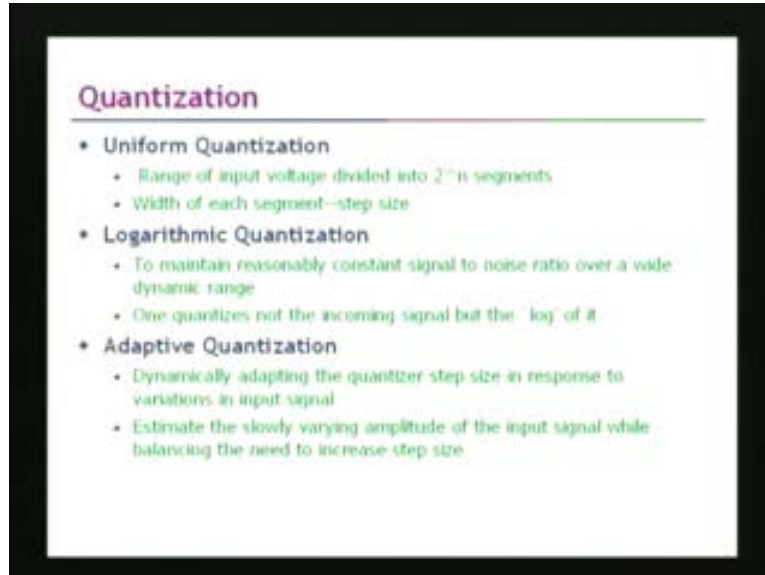 Quantization
• Uniform Quantization
• Range of input voltage divided into 2^n segments
• Width of each segment--step size
• Logarithmic Quantization
• To maintain reasonably constant signal to noise ratio over a wide
dynamic range
• One quantizes not the incoming signal but the `log' of it
• Adaptive Quantization
• Dynamically adapting the quantizer step size in response to
variations in input signal
• Estimate the slowly varying amplitude of the input signal while
balancing the need to increase step size